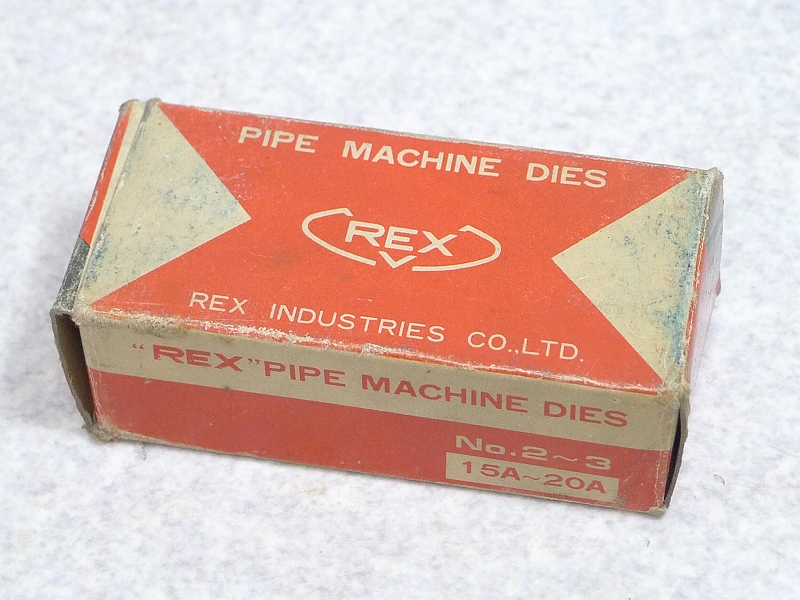 PIPE MACHINE DIES
REX
REX INDUSTRIES CO.,LTD.
“REX” PIPE MACHINE DIES
No.2~3
15A~20A